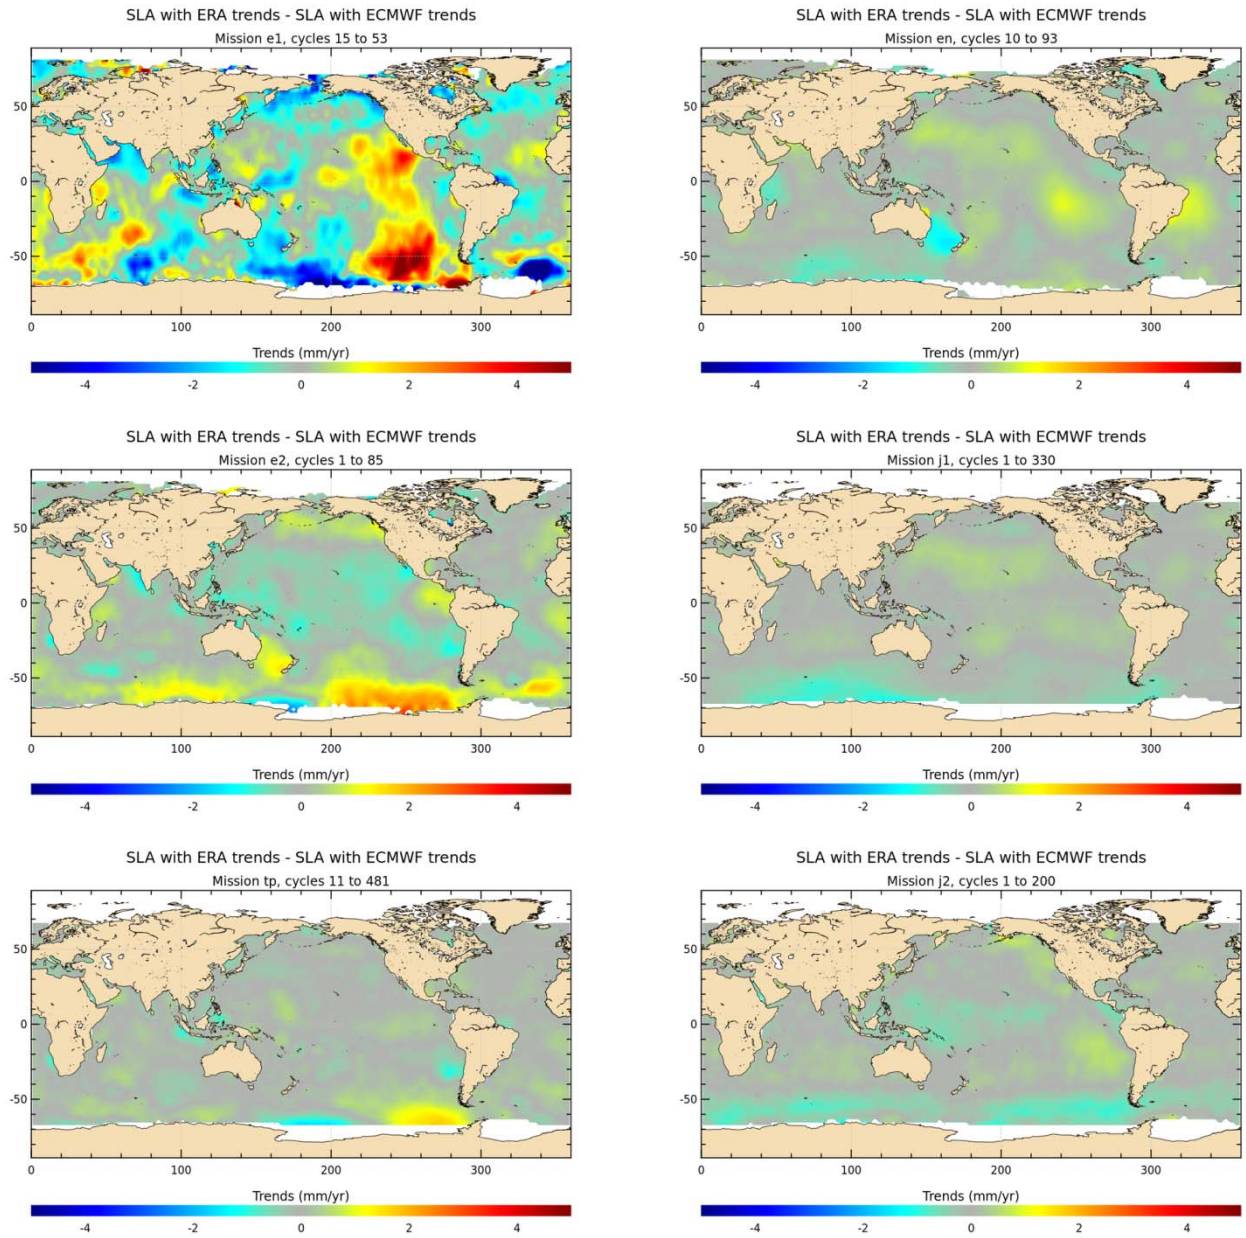 SLA with ERA trends - SLA with ECMWF trends
Mission e1, cycles 15 to 53
50
0
-50
0 100 200 300
Trends (mm/yr)
-4 -2 0 2 4
SLA with ERA trends - SLA with ECMWF trends
Mission en, cycles 10 to 93
50
0
-50
0 100 200 300
Trends (mm/yr)
-4 -2 0 2 4
SLA with ERA trends - SLA with ECMWF trends
Mission e2, cycles 1 to 85
50
0
-50
0 100 200 300
Trends (mm/yr)
-4 -2 0 2 4
SLA with ERA trends - SLA with ECMWF trends
Mission j1, cycles 1 to 330
50
0
-50
0 100 200 300
Trends (mm/yr)
-4 -2 0 2 4
SLA with ERA trends - SLA with ECMWF trends
Mission tp, cycles 11 to 481
50
0
-50
0 100 200 300
Trends (mm/yr)
-4 -2 0 2 4
SLA with ERA trends - SLA with ECMWF trends
Mission j2, cycles 1 to 200
50
0
-50
0 100 200 300
Trends (mm/yr)
-4 -2 0 2 4